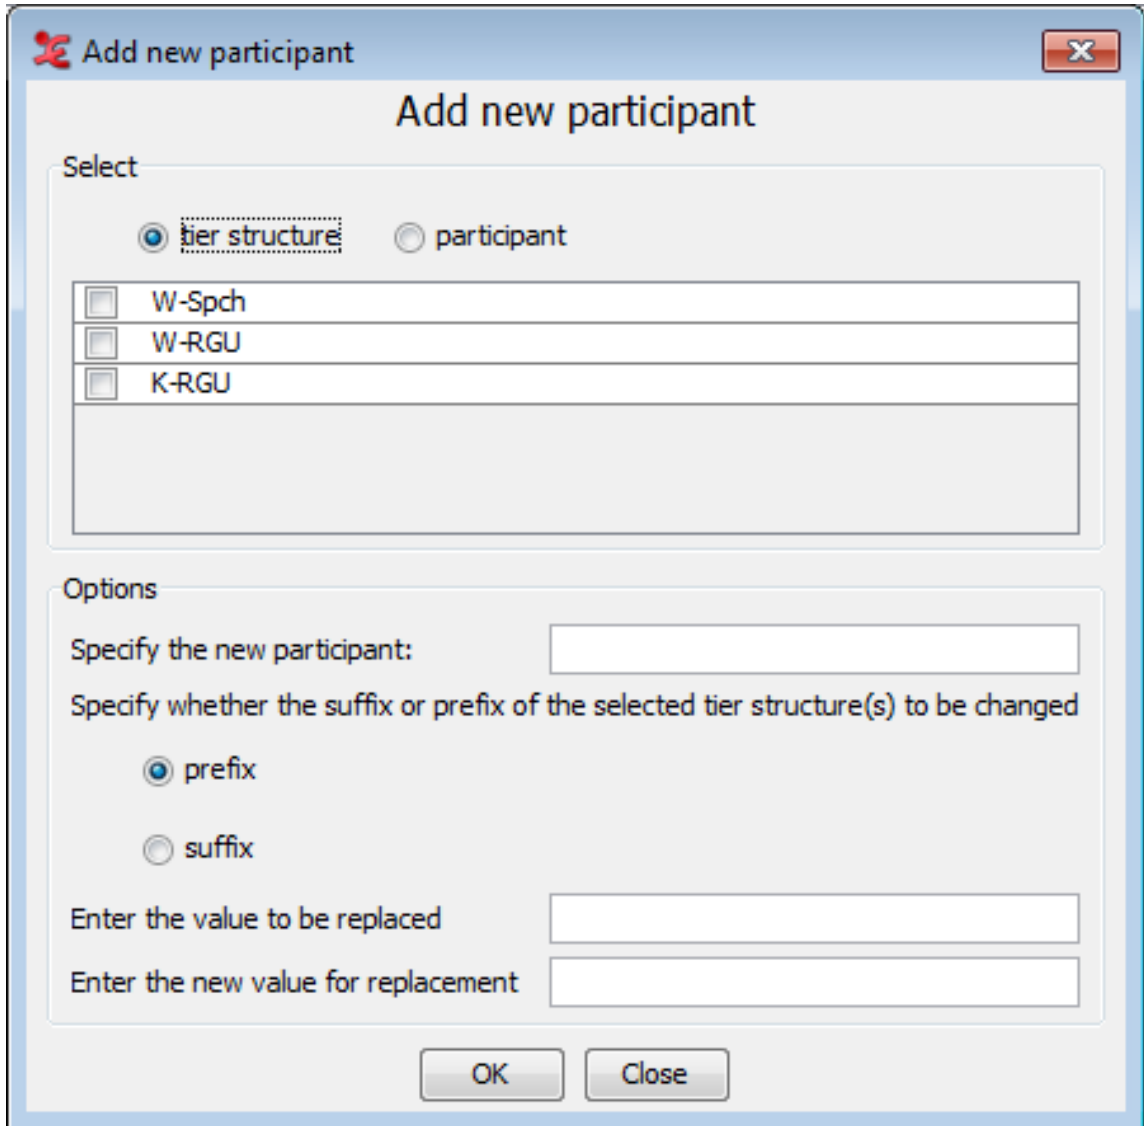 Add new participant
Add new participant
Select
tier structure participant
W-Spch
W-RGU
K-RGU
Options
Specify the new participant:
Specify whether the suffix or prefix of the selected tier structure(s) to be changed
prefix
suffix
Enter the value to be replaced
Enter the new value for replacement
OK Close